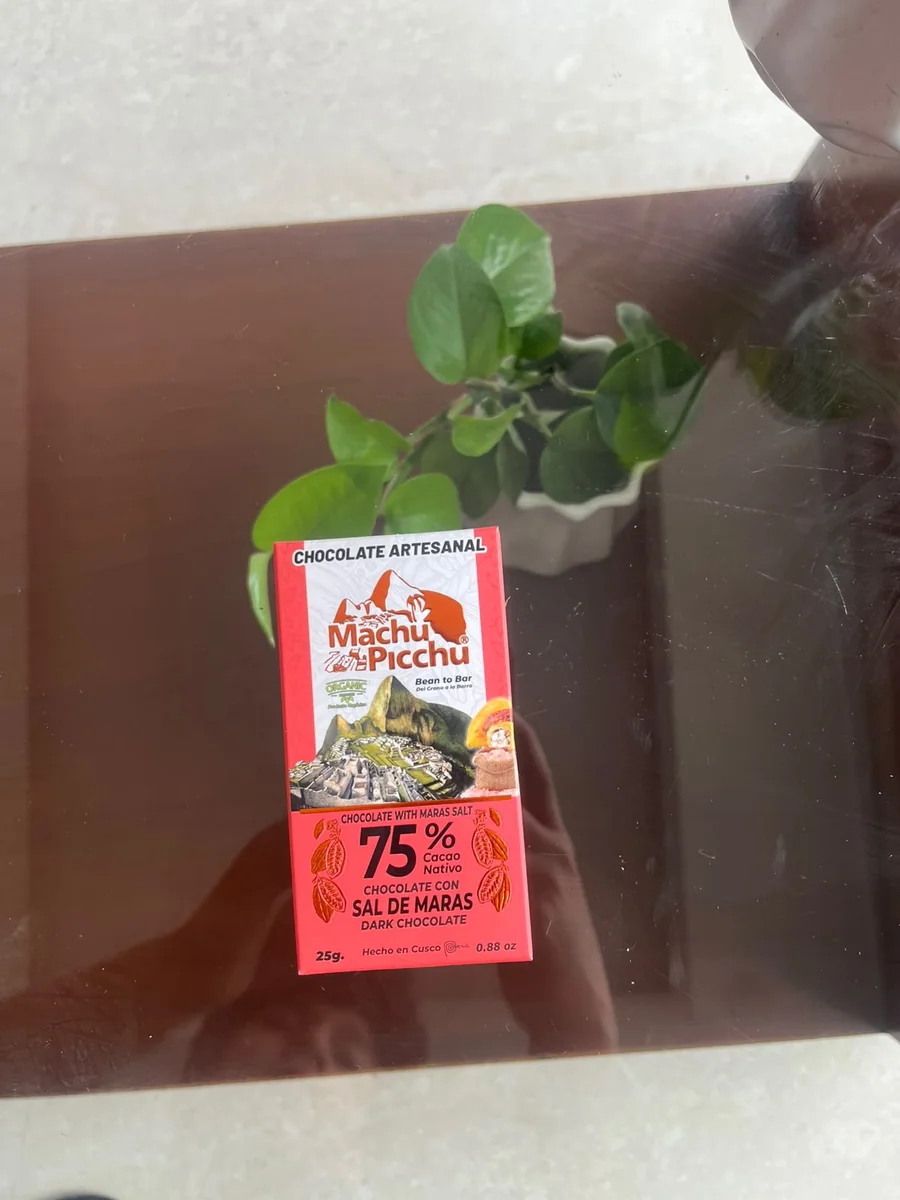 CHOCOLATE ARTESANAL
Machu
Picchu®
ORGANIC
Bean to Bar
Del Grano a la Barra
CHOCOLATE WITH MARAS SALT
75%
Cacao
Nativo
CHOCOLATE CON
SAL DE MARAS
DARK CHOCOLATE
25g.
Hecho en Cusco
Perú
0.88 oz